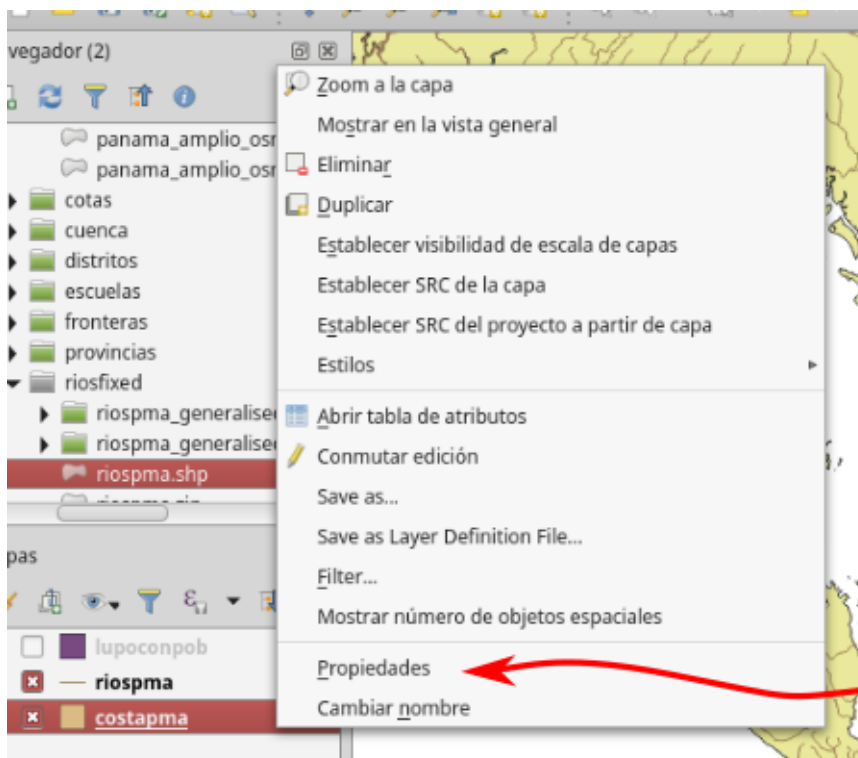 vegador (2)
panama_amplio_osr
panama_amplio_osr
cotas
cuenca
distritos
escuelas
fronteras
provincias
riosfixed
riospma_generalise
riospma_generalise
riospma.shp
pas
lupoconpob
riospma
costapma
Zoom a la capa
Mostrar en la vista general
Eliminar
Duplicar
Establecer visibilidad de escala de capas
Establecer SRC de la capa
Establecer SRC del proyecto a partir de capa
Estilos
Abrir tabla de atributos
Conmutar edición
Save as...
Save as Layer Definition File...
Filter...
Mostrar número de objetos espaciales
Propiedades
Cambiar nombre